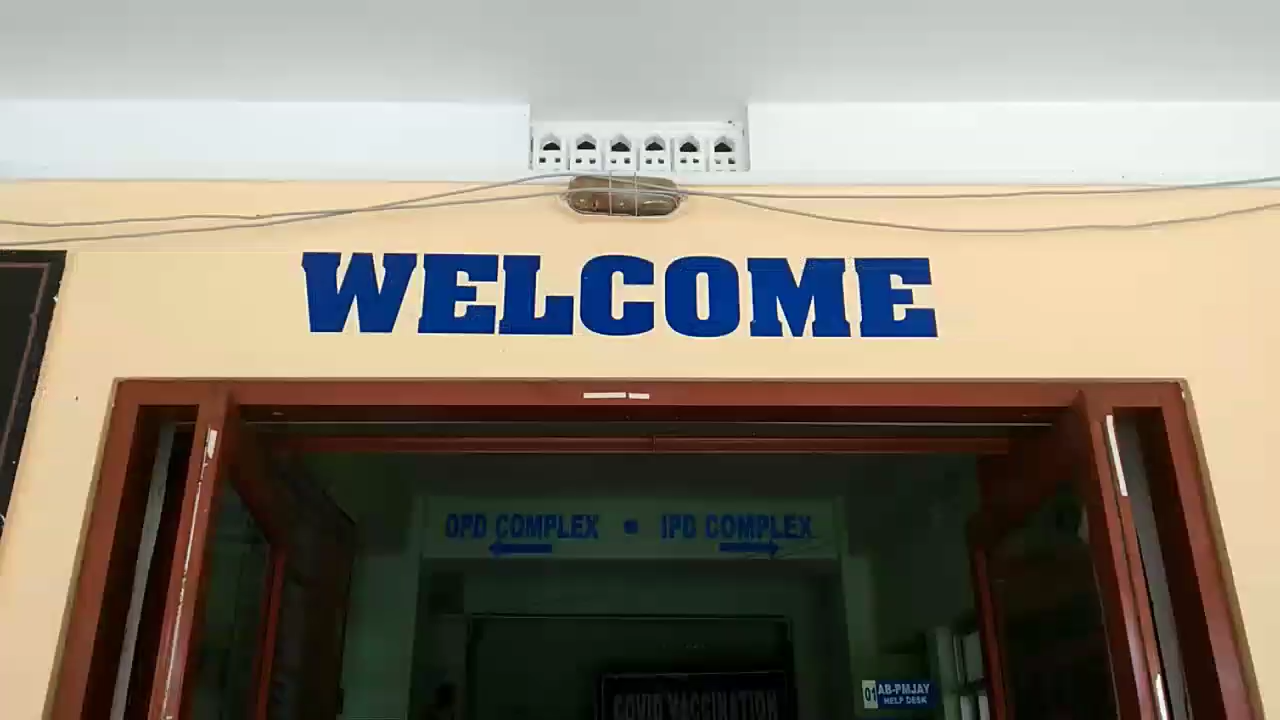 WELCOME
OPD COMPLEX • IPD COMPLEX
COVID VACCINATION
01 AB-PMJAY
HELP DESK